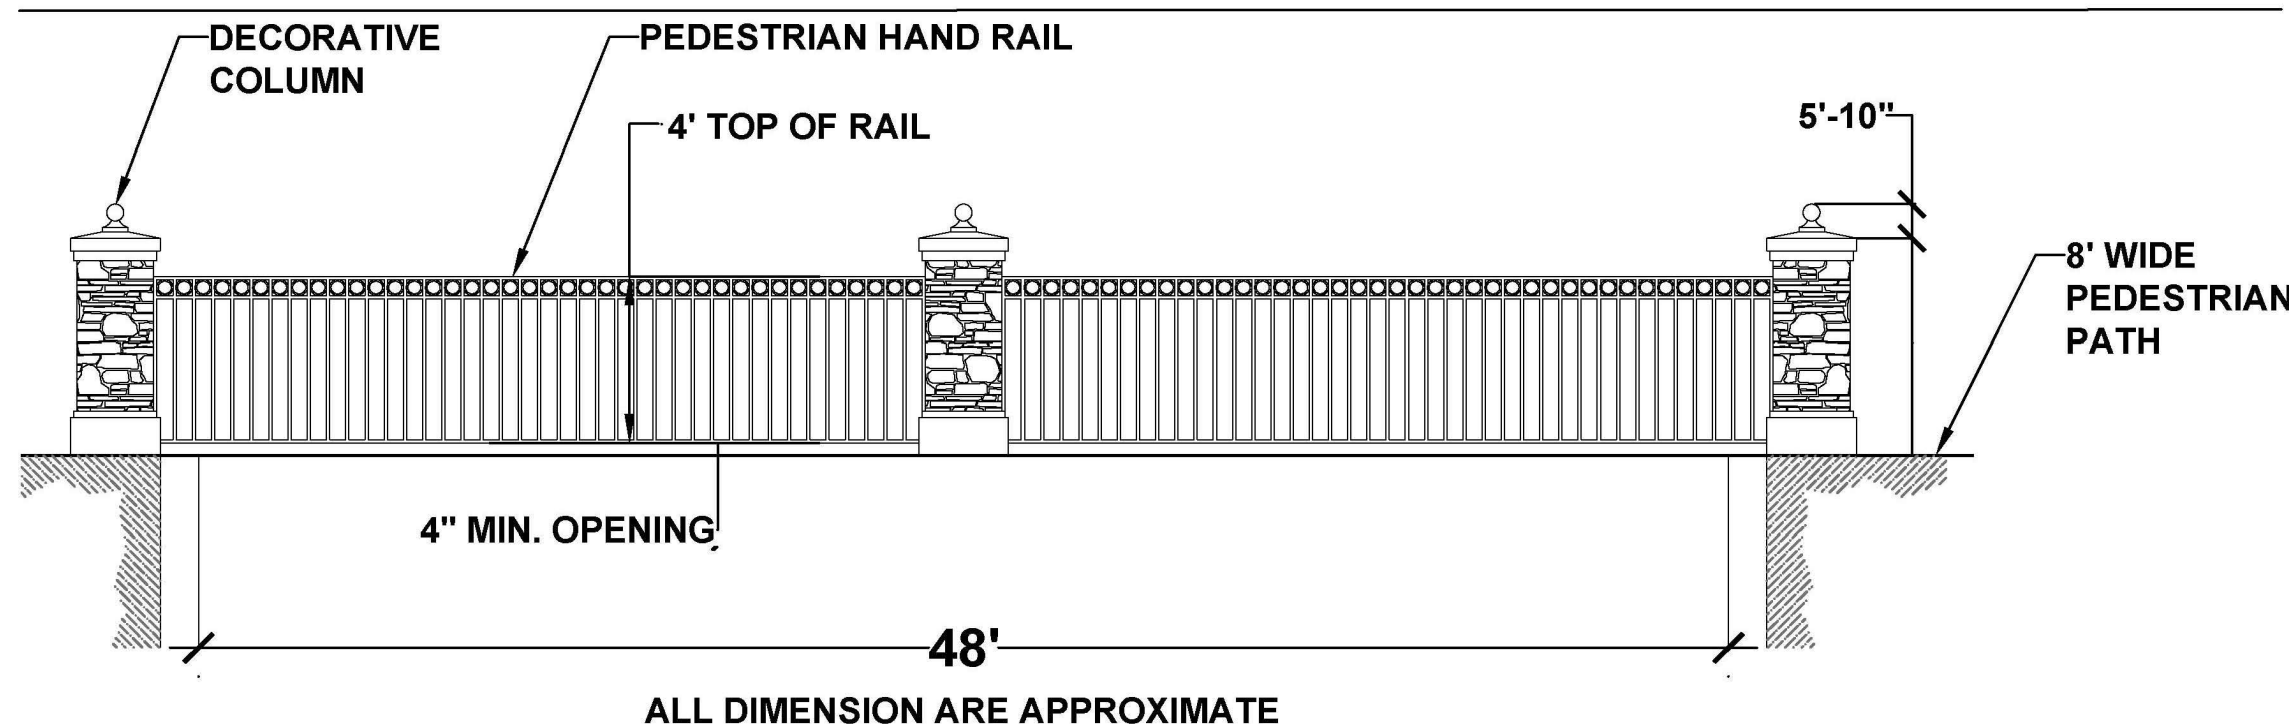 DECORATIVE
COLUMN
PEDESTRIAN HAND RAIL
4' TOP OF RAIL
5'-10"
8' WIDE
PEDESTRIAN
PATH
4" MIN. OPENING
48'
ALL DIMENSION ARE APPROXIMATE